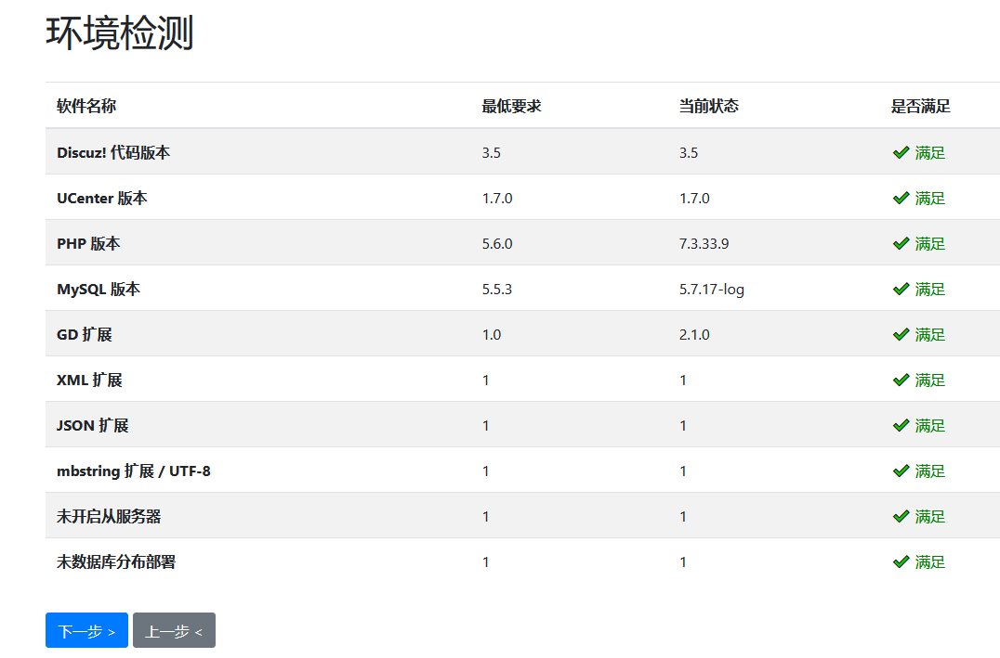 环境检测
软件名称 最低要求 当前状态 是否满足
Discuz! 代码版本 3.5 3.5 满足
UCenter 版本 1.7.0 1.7.0 满足
PHP 版本 5.6.0 7.3.33.9 满足
MySQL 版本 5.5.3 5.7.17-log 满足
GD 扩展 1.0 2.1.0 满足
XML 扩展 1 1 满足
JSON 扩展 1 1 满足
mbstring 扩展 / UTF-8 1 1 满足
未开启从服务器 1 1 满足
未数据库分布部署 1 1 满足
下一步 > 上一步 <